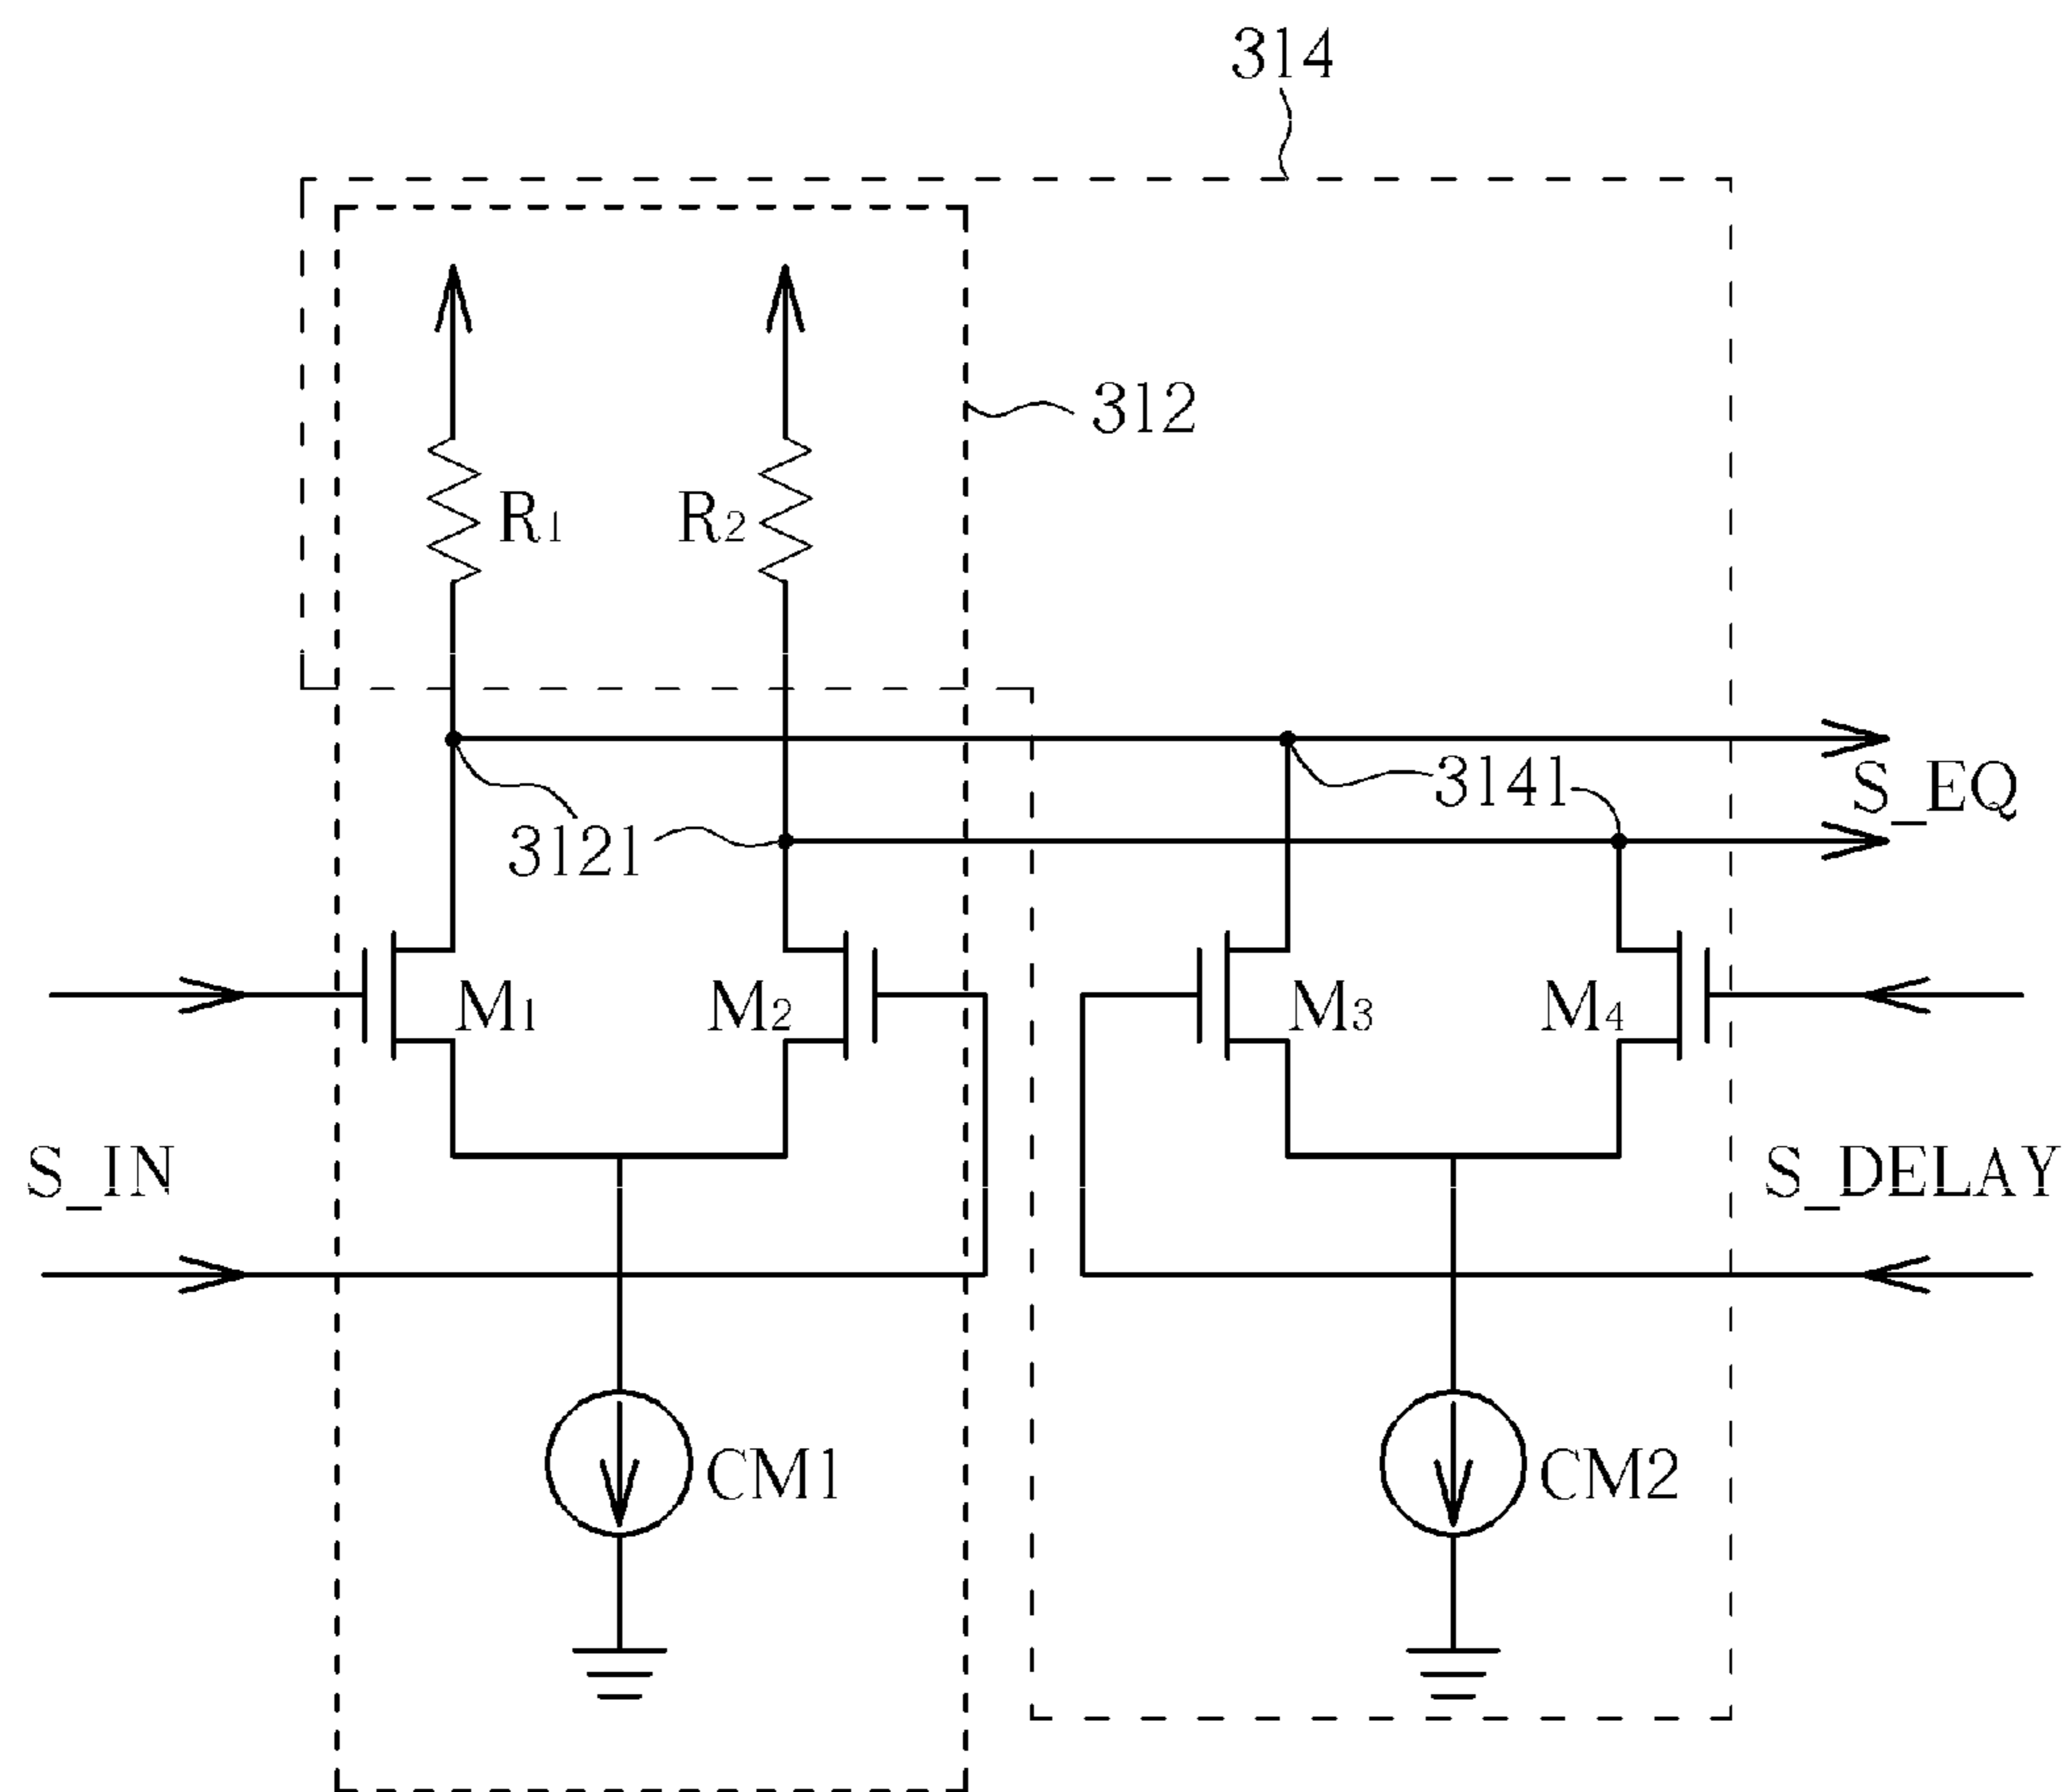 314
312
R1
R2
3141
S_EQ
3121
M1
M2
M3
M4
S_IN
S_DELAY
CM1
CM2